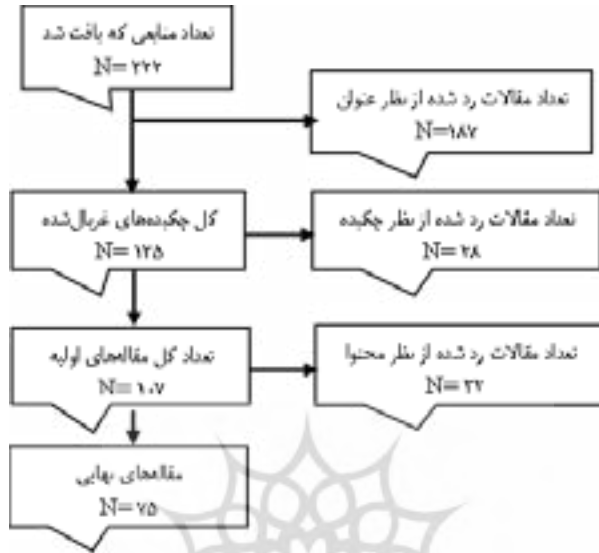 تعداد منابعی که یافت شد
N= ۳۲۲
تعداد مقالات رد شده از نظر عنوان
N=۱۸۷
کل چکیده‌های غربال‌شده
N= ۱۳۵
تعداد مقالات رد شده از نظر چکیده
N= ۲۸
تعداد کل مقاله‌های اولیه
N= ۱۰۷
تعداد مقالات رد شده از نظر محتوا
N= ۳۲
مقاله‌های نهایی
N= ۷۵